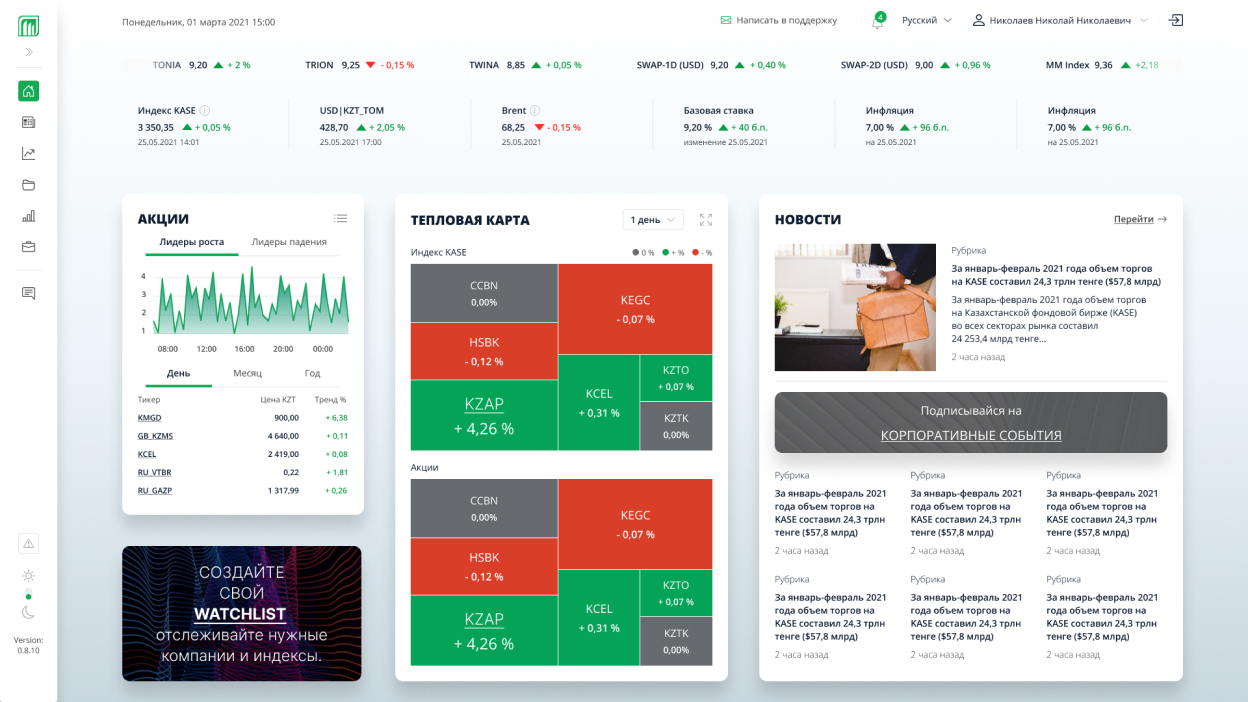 Понедельник, 01 марта 2021 15:00
Написать в поддержку
4
Русский
Николаев Николай Николаевич
TONIA 9,20 + 2 %
TRION 9,25 - 0,15 %
TWINA 8,85 + 0,05 %
SWAP-1D (USD) 9,20 + 0,40 %
SWAP-2D (USD) 9,00 + 0,96 %
MM Index 9,36 +2,18
Индекс KASE
3 350,35 + 0,05 %
25.05.2021 14:01
USD|KZT_TOM
428,70 + 2,05 %
25.05.2021 17:00
Brent
68,25 - 0,15 %
25.05.2021
Базовая ставка
9,20 % + 40 б.п.
изменение 25.05.2021
Инфляция
7,00 % + 96 б.п.
на 25.05.2021
Инфляция
7,00 % + 96 б.п.
на 25.05.2021
АКЦИИ
Лидеры роста Лидеры падения
4
3
2
1
08:00 12:00 16:00 20:00 00:00
День Месяц Год
Тикер Цена KZT Тренд %
KMGD 900,00 + 6,38
GB_KZMS 4 640,00 + 0,11
KCEL 2 419,00 + 0,08
RU_VTBR 0,22 + 1,81
RU_GAZP 1 317,99 + 0,26
СОЗДАЙТЕ
СВОЙ
WATCHLIST
отслеживайте нужные
компании и индексы.
Version:
0.8.10
ТЕПЛОВАЯ КАРТА
1 день
Индекс KASE
0 % + % - %
CCBN
0,00%
KEGC
- 0,07 %
HSBK
- 0,12 %
KZAP
+ 4,26 %
KCEL
+ 0,31 %
KZTO
+ 0,07 %
KZTK
0,00%
Акции
CCBN
0,00%
KEGC
- 0,07 %
HSBK
- 0,12 %
KZAP
+ 4,26 %
KCEL
+ 0,31 %
KZTO
+ 0,07 %
KZTK
0,00%
НОВОСТИ
Перейти
Рубрика
За январь-февраль 2021 года объем торгов
на KASE составил 24,3 трлн тенге ($57,8 млрд)
За январь-февраль 2021 года объем торгов
на Казахстанской фондовой бирже (KASE)
во всех секторах рынка составил
24 253,4 млрд тенге...
2 часа назад
Подписывайся на
КОРПОРАТИВНЫЕ СОБЫТИЯ
Рубрика
За январь-февраль 2021
года объем торгов на
KASE составил 24,3 трлн
тенге ($57,8 млрд)
2 часа назад
Рубрика
За январь-февраль 2021
года объем торгов на
KASE составил 24,3 трлн
тенге ($57,8 млрд)
2 часа назад
Рубрика
За январь-февраль 2021
года объем торгов на
KASE составил 24,3 трлн
тенге ($57,8 млрд)
2 часа назад
Рубрика
За январь-февраль 2021
года объем торгов на
KASE составил 24,3 трлн
тенге ($57,8 млрд)
2 часа назад
Рубрика
За январь-февраль 2021
года объем торгов на
KASE составил 24,3 трлн
тенге ($57,8 млрд)
2 часа назад
Рубрика
За январь-февраль 2021
года объем торгов на
KASE составил 24,3 трлн
тенге ($57,8 млрд)
2 часа назад